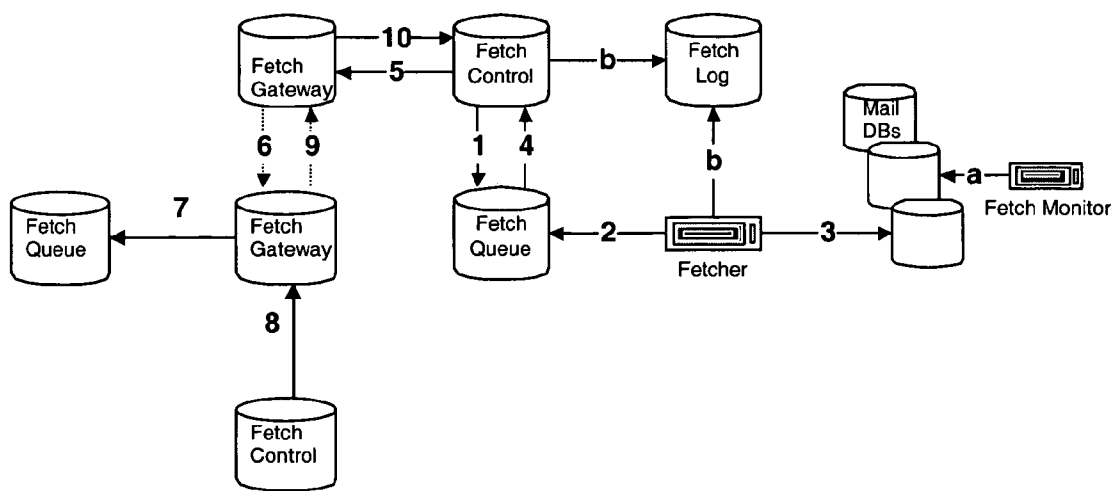 10
Fetch
Control
Fetch
Log
Fetch
Gateway
5
b
Mail
DBs
6
9
1
4
b
a
Fetch Monitor
7
Fetch
Queue
Fetch
Gateway
Fetch
Queue
2
3
Fetcher
8
Fetch
Control